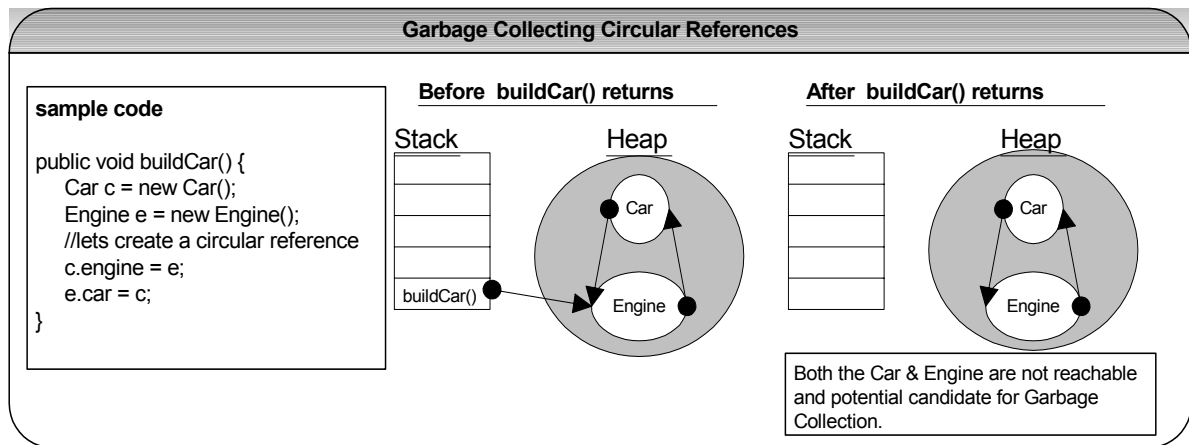 Garbage Collecting Circular References
sample code
public void buildCar() {
Car c = new Car();
Engine e = new Engine();
//lets create a circular reference
c.engine = e;
e.car = c;
}
Before buildCar() returns
Stack
Heap
Car
buildCar()
Engine
After buildCar() returns
Stack
Heap
Car
Engine
Both the Car & Engine are not reachable
and potential candidate for Garbage
Collection.